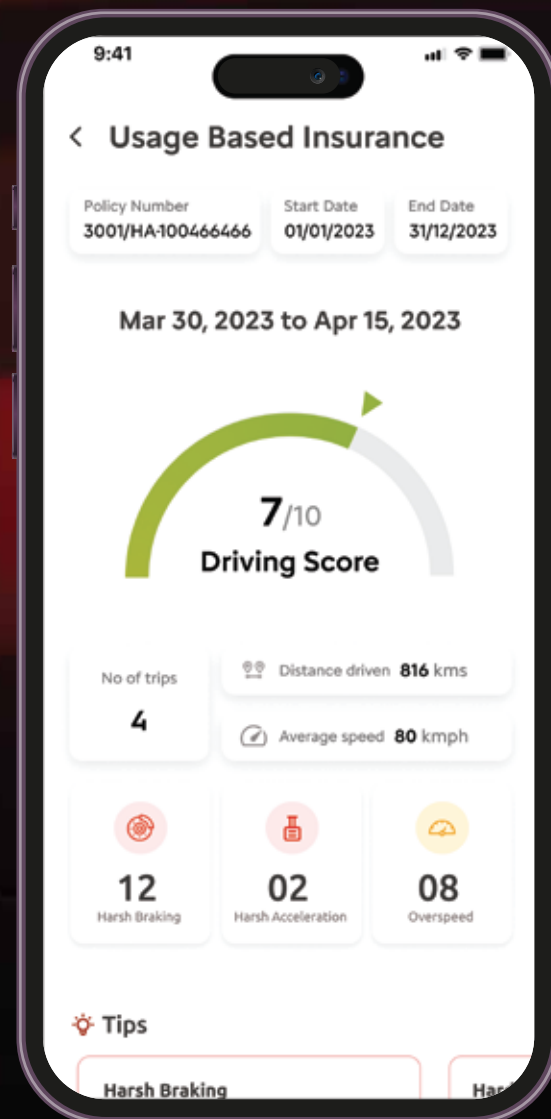 9:41
Usage Based Insurance
Policy Number
3001/HA-100466466
Start Date
01/01/2023
End Date
31/12/2023
Mar 30, 2023 to Apr 15, 2023
7/10
Driving Score
No of trips
4
Distance driven 816 kms
Average speed 80 kmph
12
Harsh Braking
02
Harsh Acceleration
08
Overspeed
Tips
Harsh Braking